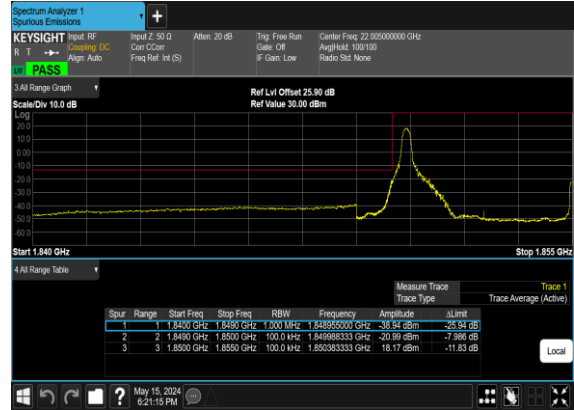 Spectrum Analyzer 1
Spurious Emissions
+
KEYSIGHT Input: RF Input Z: 50 Ω Atten: 20 dB Trig: Free Run Center Freq: 22.005000000 GHz
R T Coupling: DC Corr CCorr Gate: Off Avg|Hold: 100/100
Align: Auto Freq Ref: Int (S) IF Gain: Low Radio Std: None
PASS
3 All Range Graph
Ref Lvl Offset 25.90 dB
Scale/Div 10.0 dB Ref Value 30.00 dBm
Log
20.0
10.0
0.00
-10.0
-20.0
-30.0
-40.0
-50.0
-60.0
Start 1.840 GHz Stop 1.855 GHz
4 All Range Table
Measure Trace Trace 1
Trace Type Trace Average (Active)
Spur Range Start Freq Stop Freq RBW Frequency Amplitude ΔLimit
1 1 1.8400 GHz 1.8490 GHz 1.000 MHz 1.848955000 GHz -38.94 dBm -25.94 dB
2 2 1.8490 GHz 1.8500 GHz 100.0 kHz 1.849988333 GHz -20.99 dBm -7.986 dB
3 3 1.8500 GHz 1.8550 GHz 100.0 kHz 1.850383333 GHz 18.17 dBm -11.83 dB
Local
? May 15, 2024
6:21:15 PM